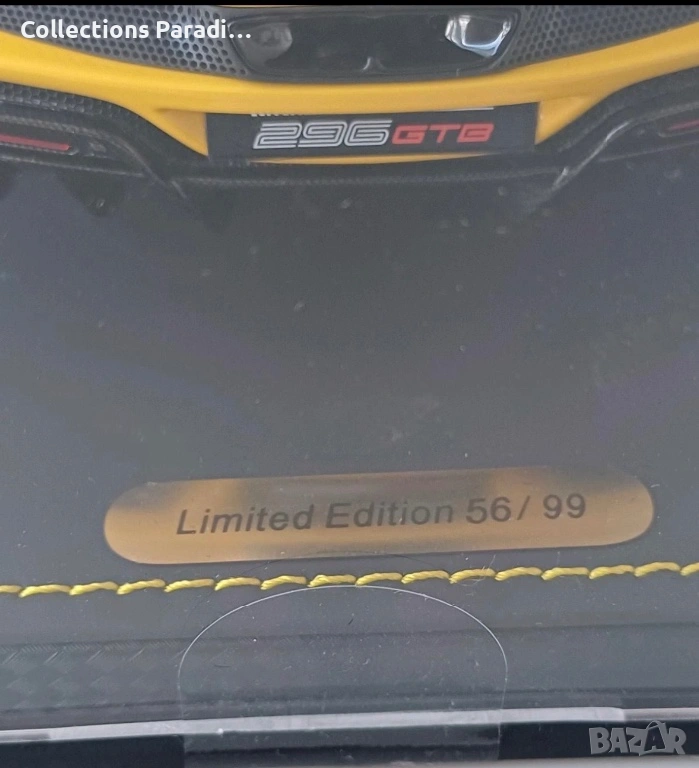 Collections Paradi...
296GTB
Limited Edition 56/ 99
BAZAR